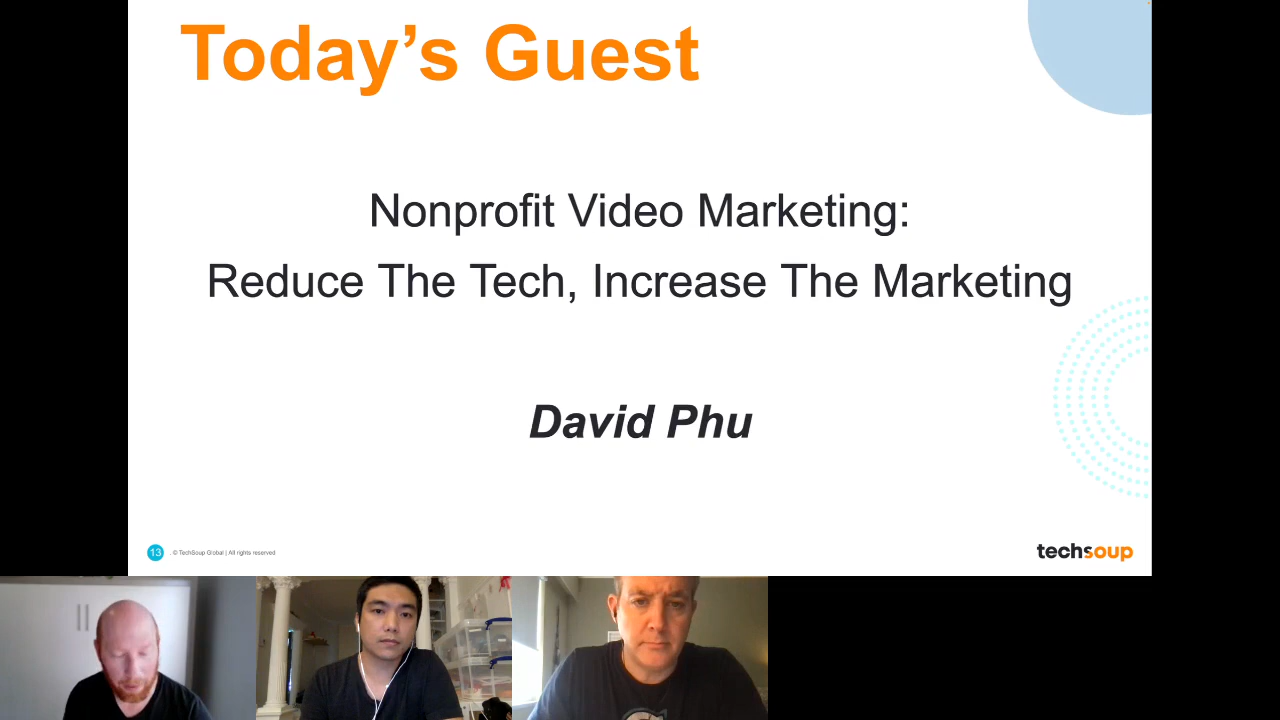 Today’s Guest
Nonprofit Video Marketing:
Reduce The Tech, Increase The Marketing
David Phu
13 . © TechSoup Global | All rights reserved
techsoup